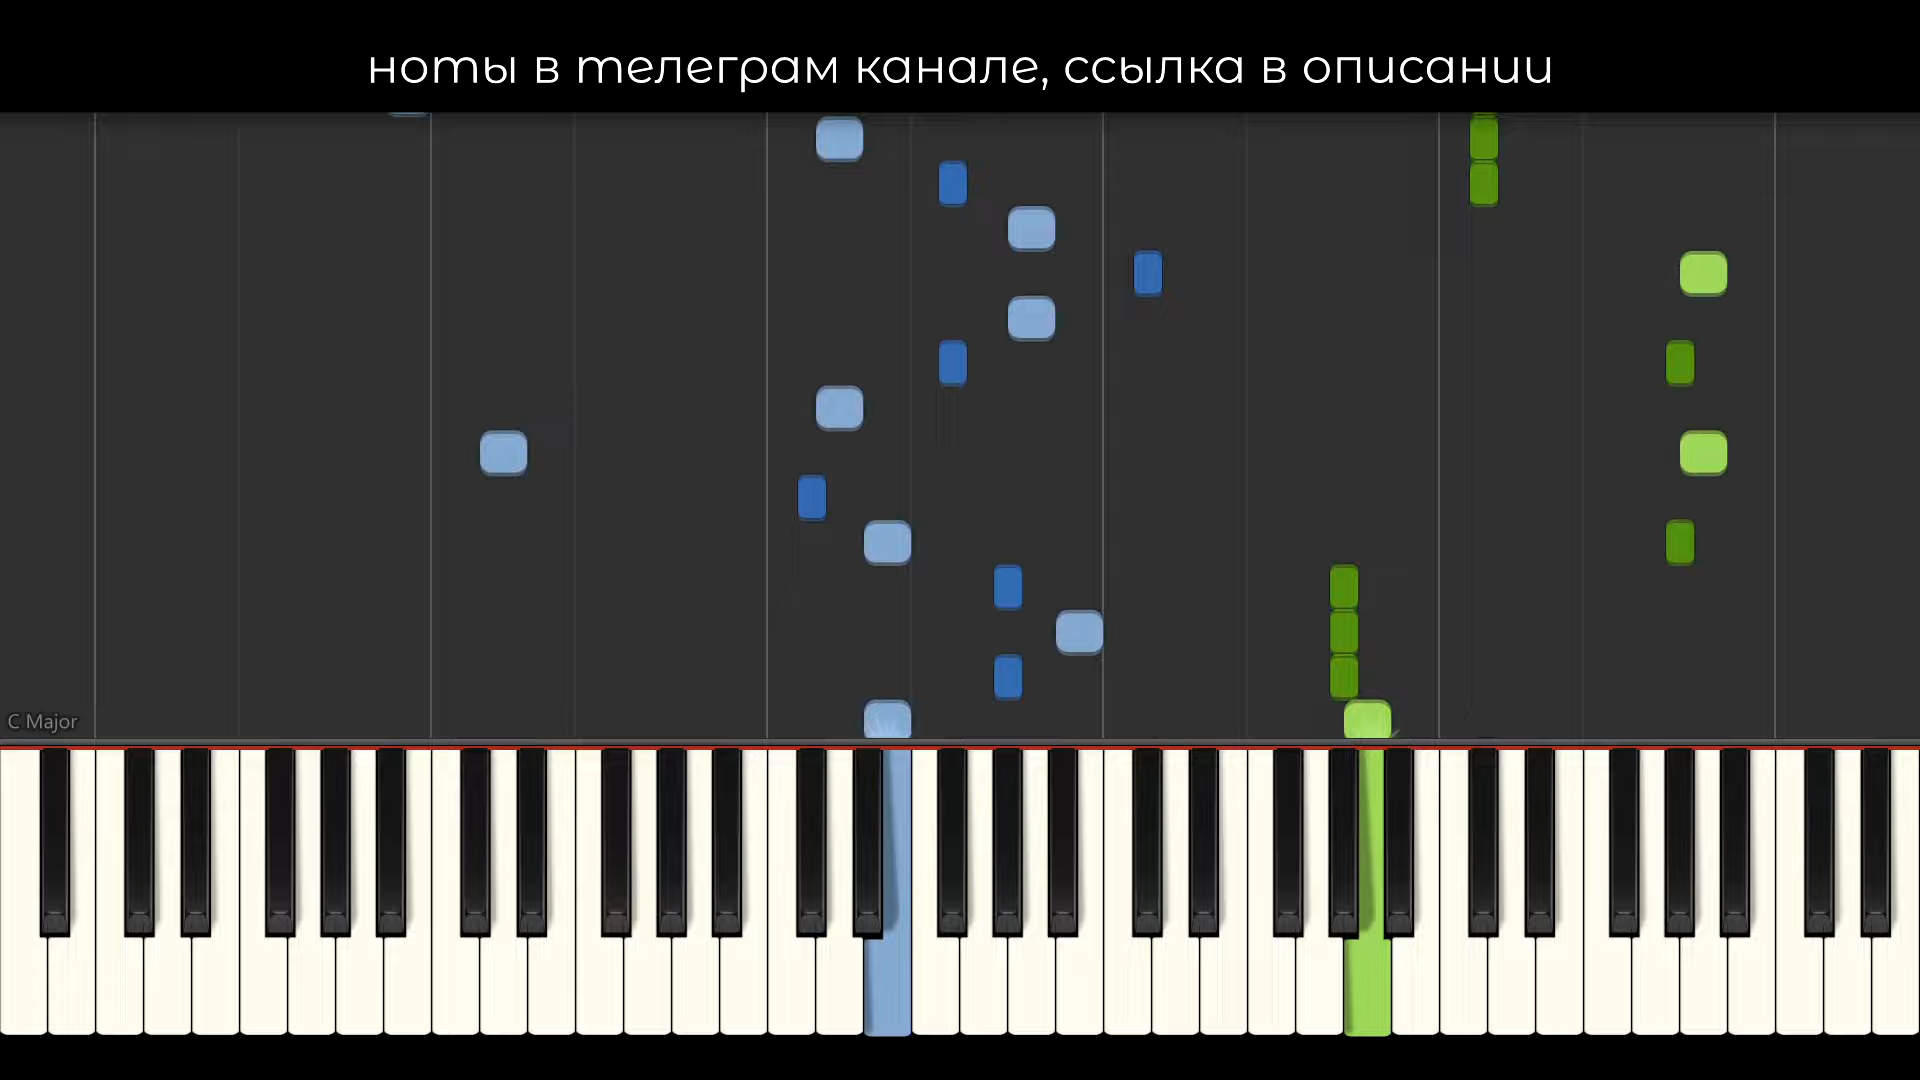 ноты в телеграм канале, ссылка в описании
C Major